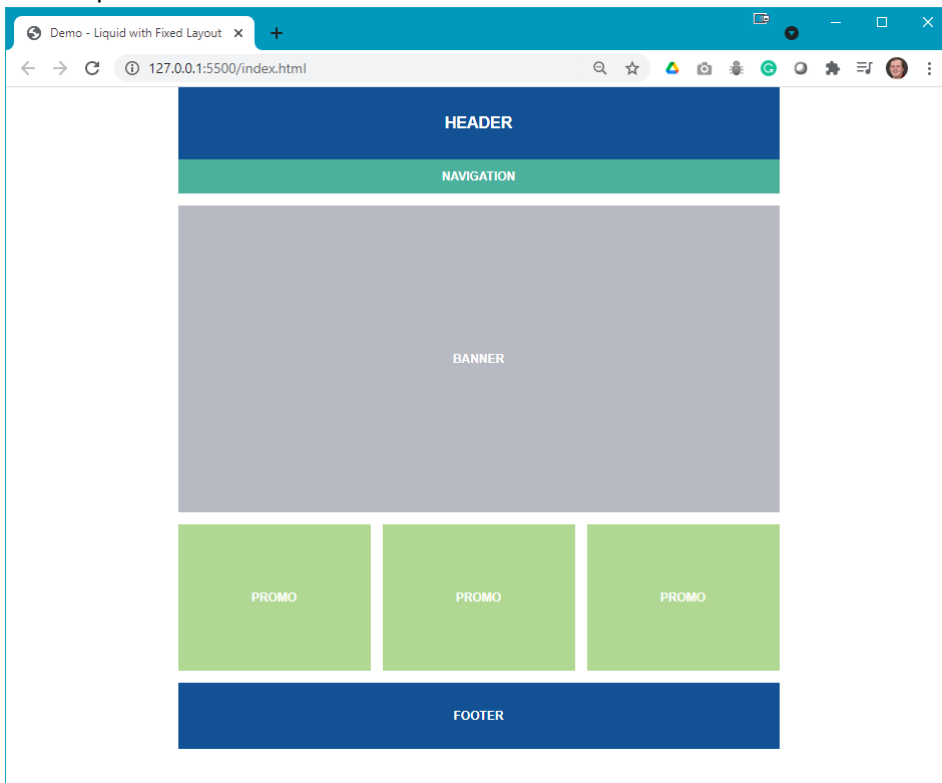 Demo - Liquid with Fixed Layout
127.0.0.1:5500/index.html
HEADER
NAVIGATION
BANNER
PROMO PROMO PROMO
FOOTER